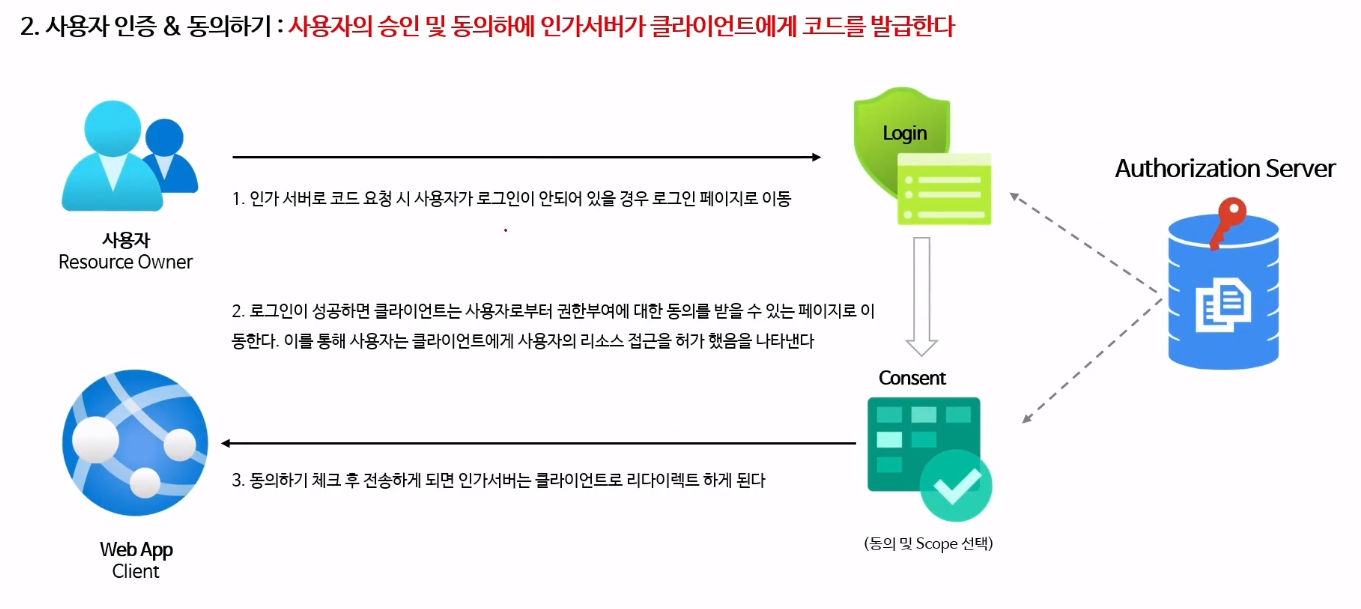 2. 사용자 인증 & 동의하기 : 사용자의 승인 및 동의하에 인가서버가 클라이언트에게 코드를 발급한다
Login
Authorization Server
1. 인가 서버로 코드 요청 시 사용자가 로그인이 안되어 있을 경우 로그인 페이지로 이동
사용자
Resource Owner
2. 로그인이 성공하면 클라이언트는 사용자로부터 권한부여에 대한 동의를 받을 수 있는 페이지로 이
동한다. 이를 통해 사용자는 클라이언트에게 사용자의 리소스 접근을 허가 했음을 나타낸다
Consent
3. 동의하기 체크 후 전송하게 되면 인가서버는 클라이언트로 리다이렉트 하게 된다
(동의 및 Scope 선택)
Web App
Client